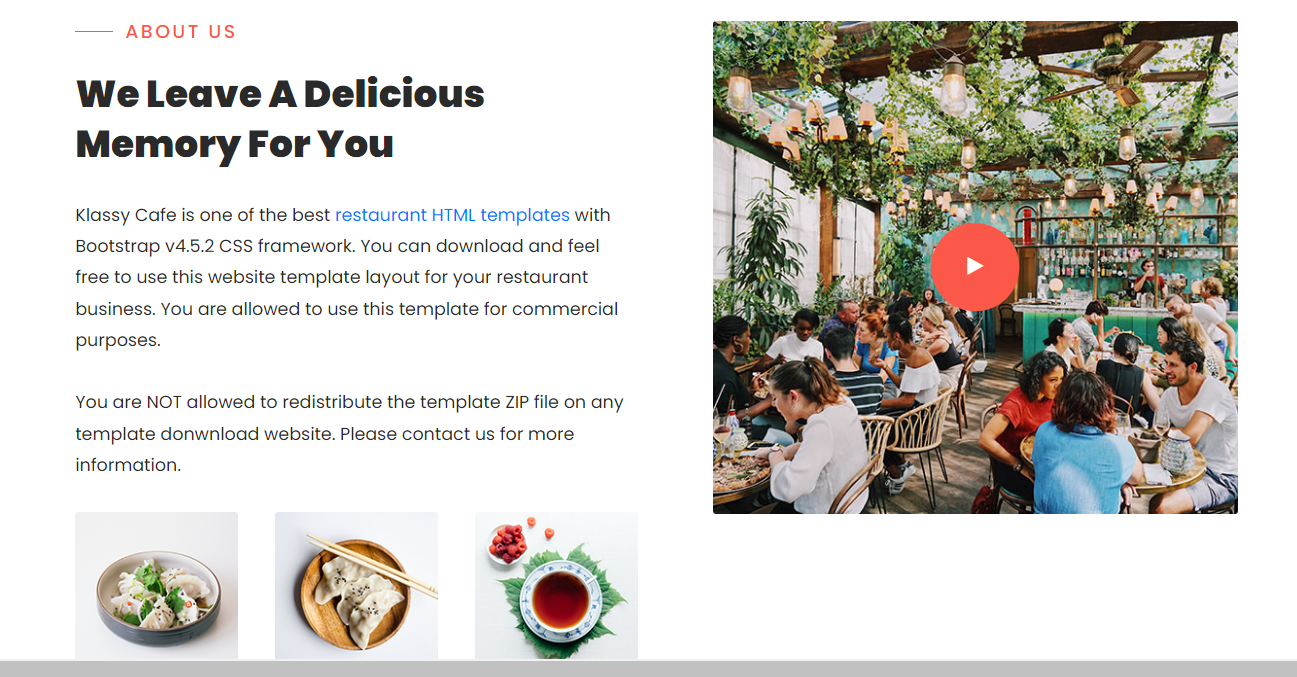 ABOUT US
We Leave A Delicious
Memory For You
Klassy Cafe is one of the best restaurant HTML templates with
Bootstrap v4.5.2 CSS framework. You can download and feel
free to use this website template layout for your restaurant
business. You are allowed to use this template for commercial
purposes.
You are NOT allowed to redistribute the template ZIP file on any
template donwnload website. Please contact us for more
information.